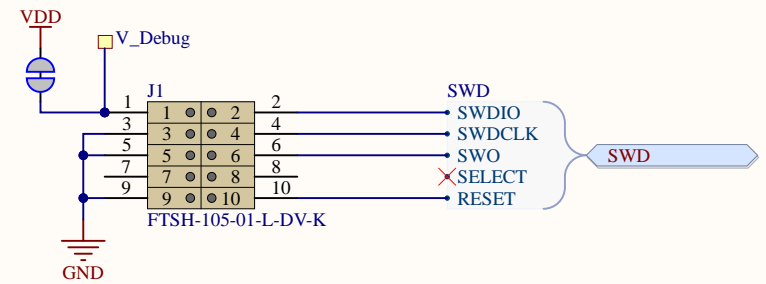 VDD
V_Debug
J1
SWD
1 1 2 2 SWDIO
3 3 4 4 SWDCLK
5 5 6 6 SWO
SWD
7 7 8 8 SELECT
9 9 10 10 RESET
FTSH-105-01-L-DV-K
GND